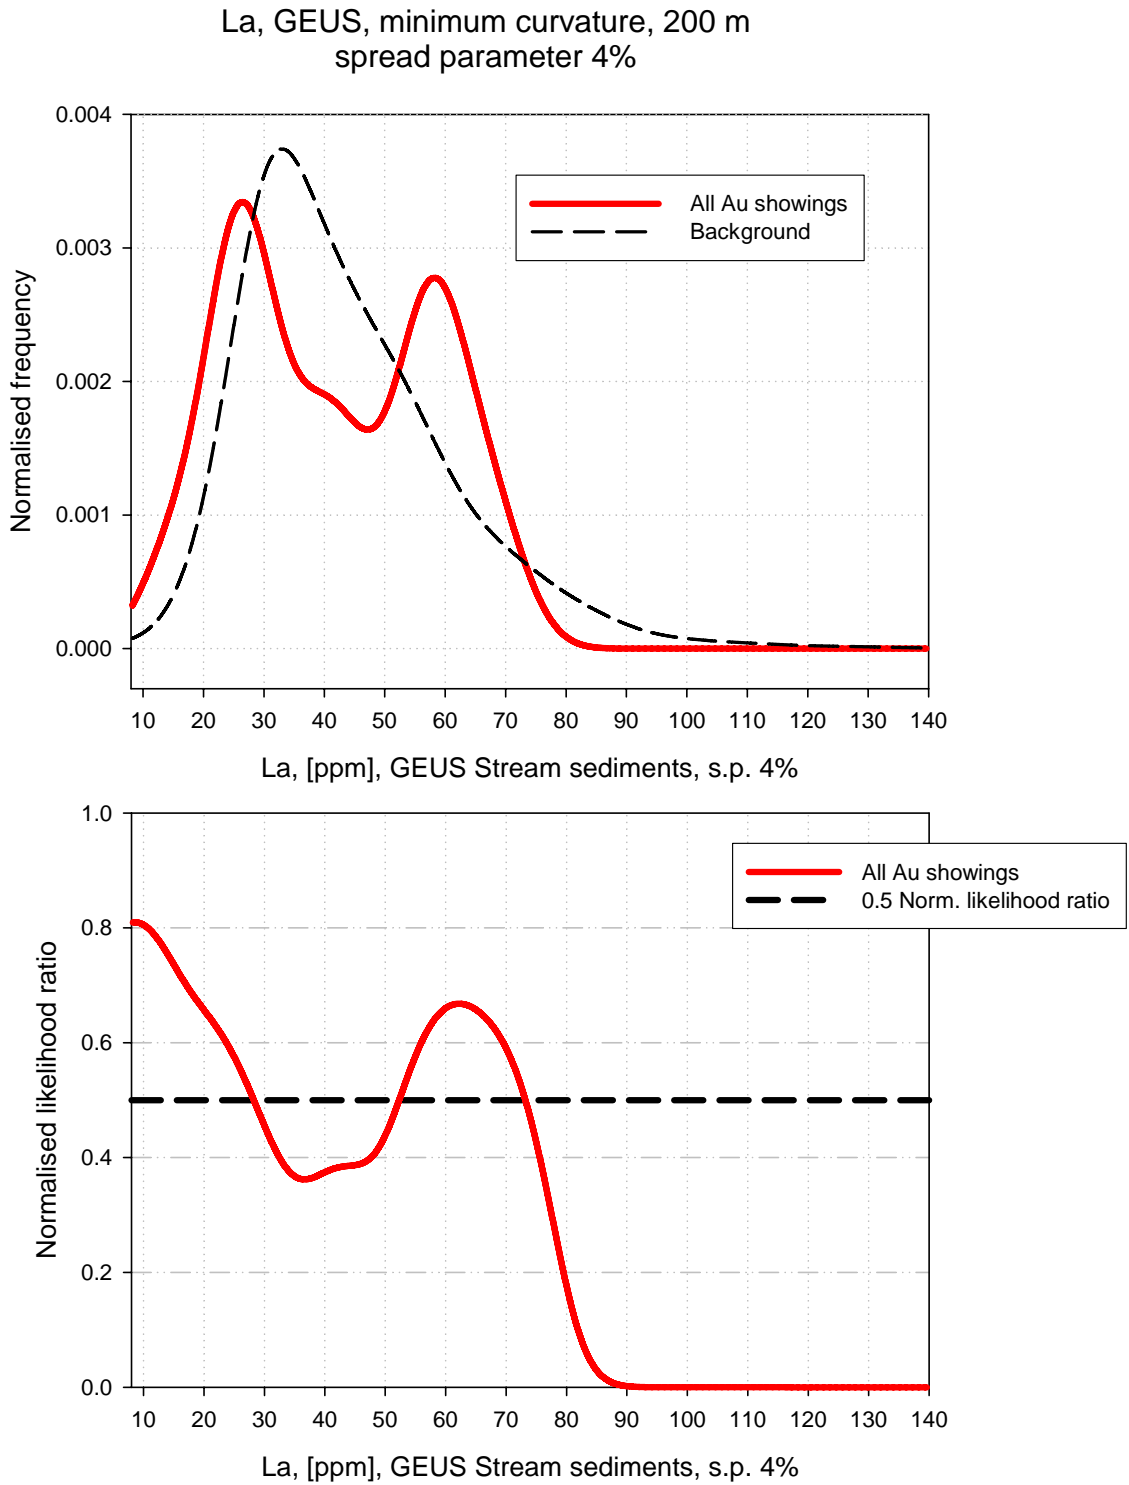 La, GEUS, minimum curvature, 200 m
spread parameter 4%
0.004
0.003
0.002
0.001
0.000
Normalised frequency
All Au showings
Background
10 20 30 40 50 60 70 80 90 100 110 120 130 140
La, [ppm], GEUS Stream sediments, s.p. 4%
1.0
0.8
0.6
0.4
0.2
0.0
Normalised likelihood ratio
All Au showings
0.5 Norm. likelihood ratio
10 20 30 40 50 60 70 80 90 100 110 120 130 140
La, [ppm], GEUS Stream sediments, s.p. 4%